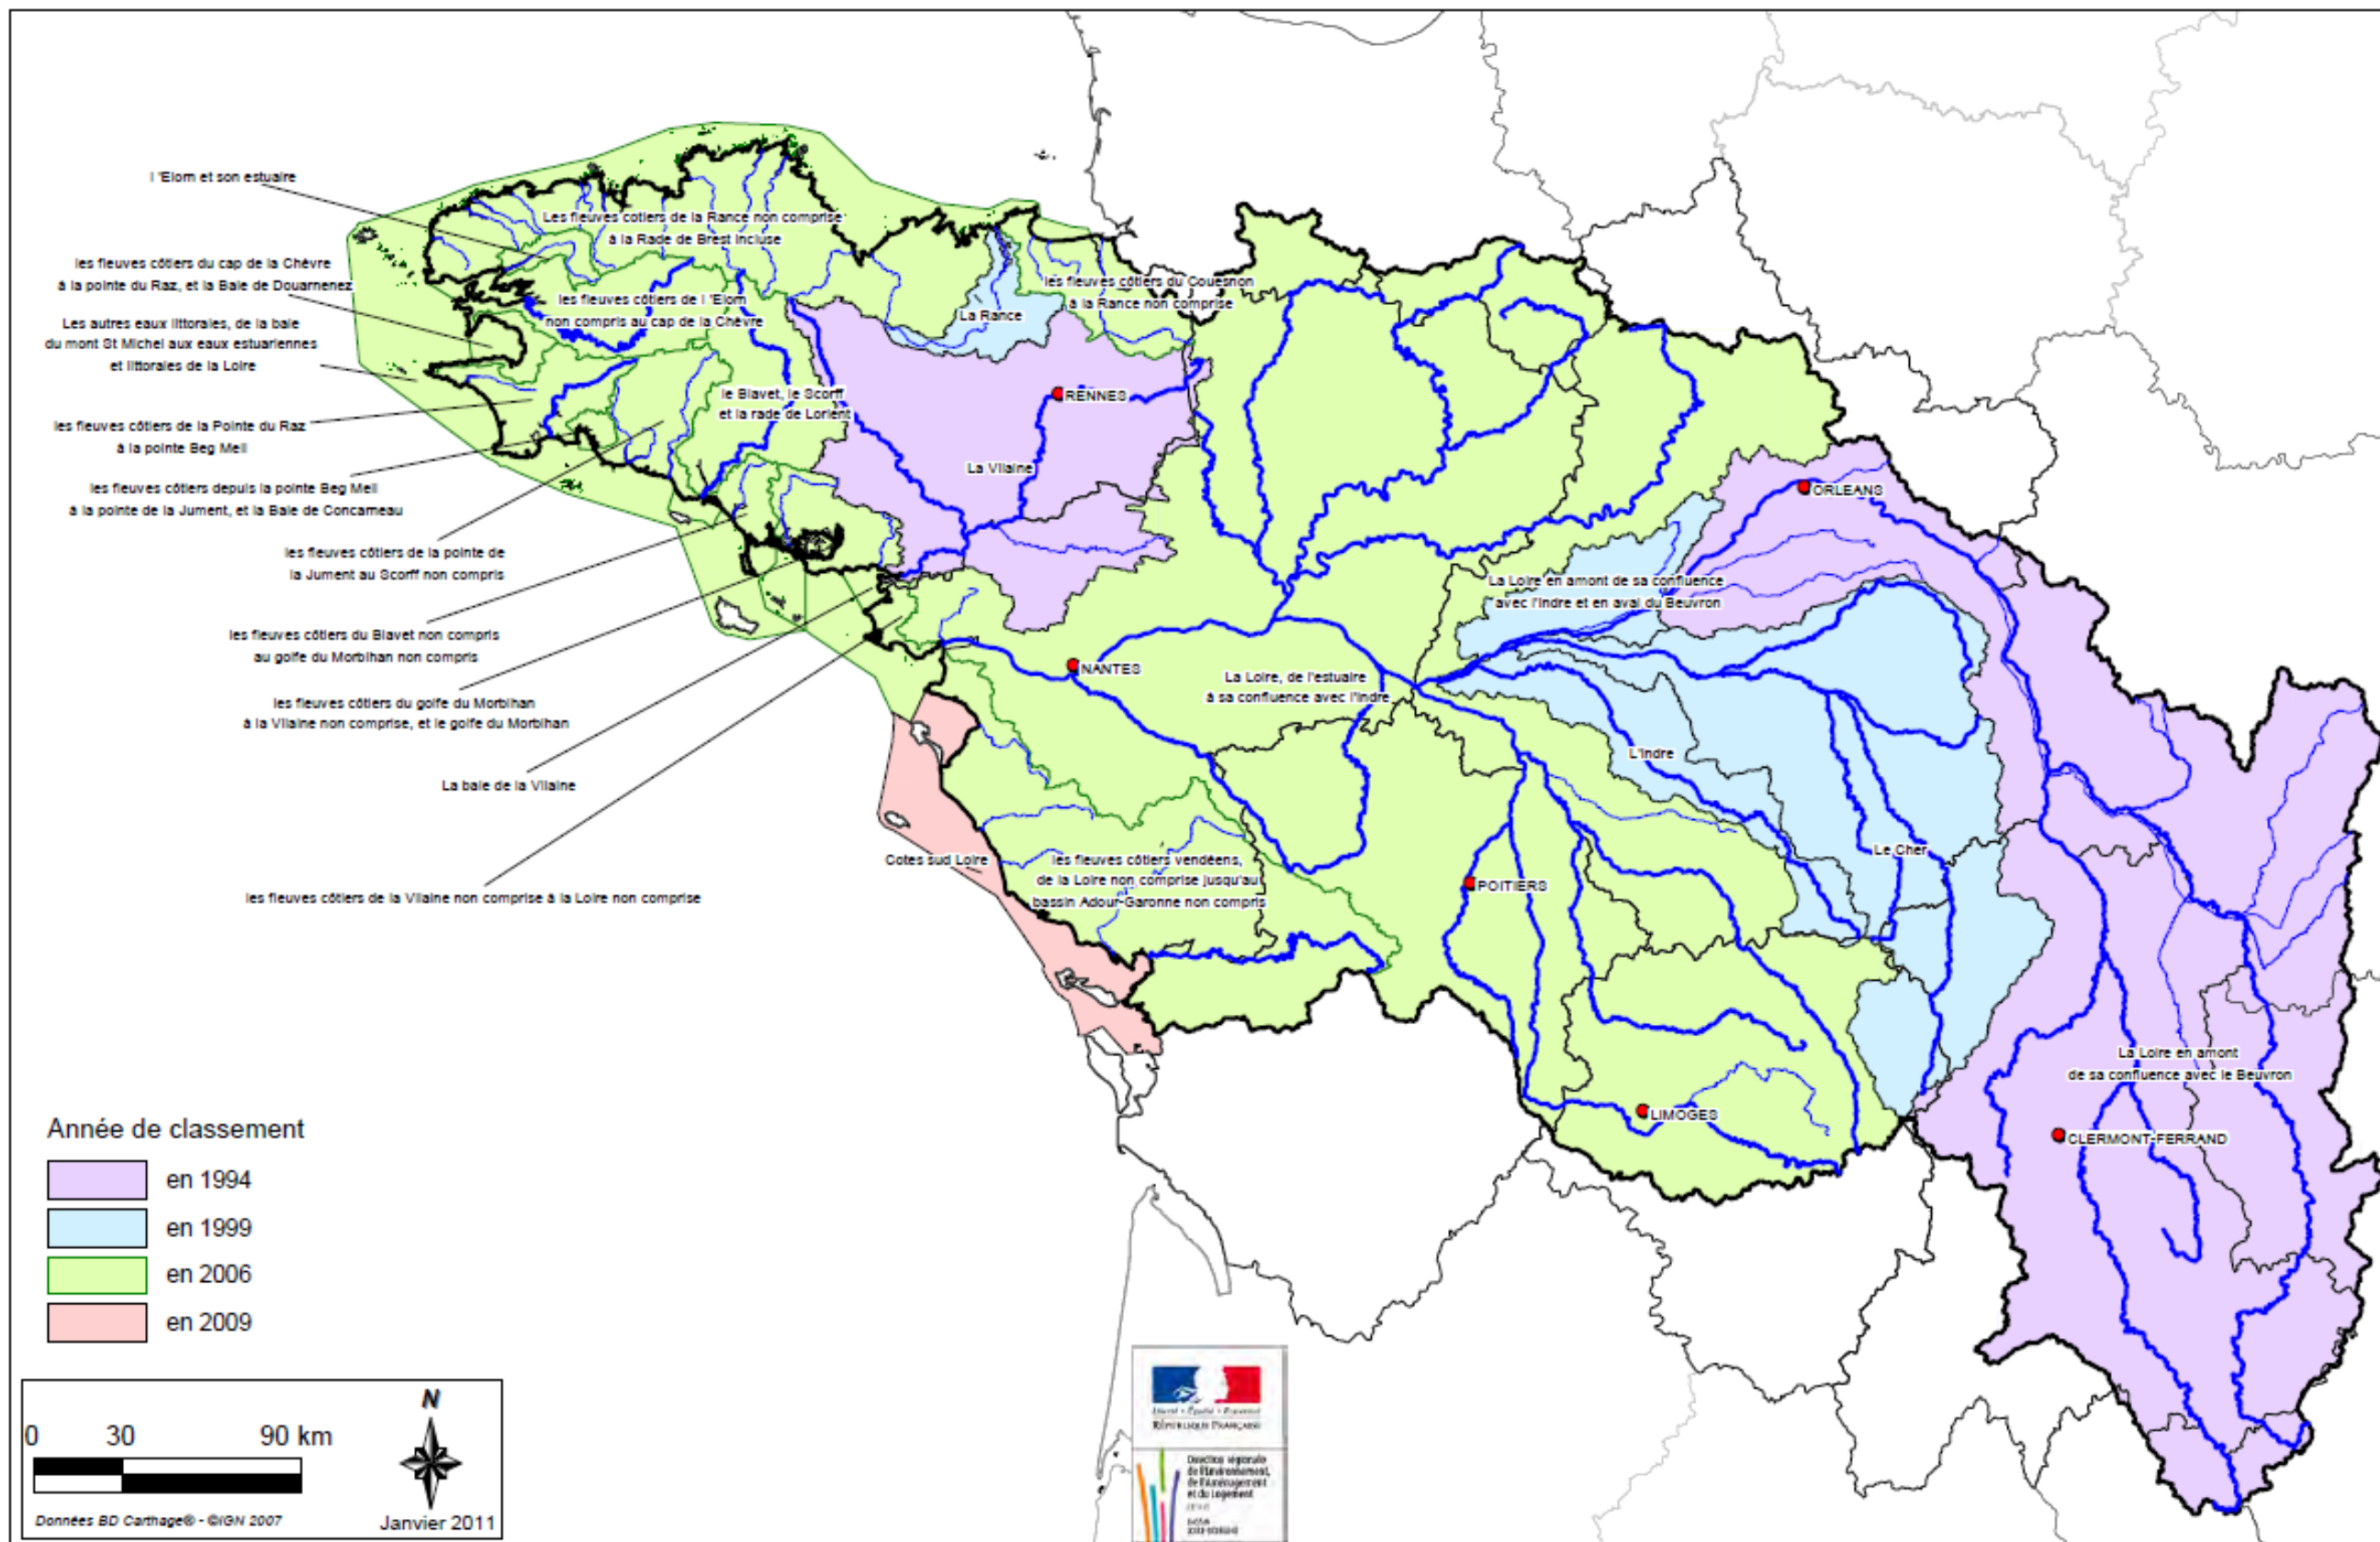 l 'Elorn et son estuaire
Les fleuves cotiers de la Rance non comprise
à la Rade de Brest incluse
les fleuves côtiers du cap de la Chèvre
à la pointe du Raz, et la Baie de Douarnenez
les fleuves côtiers de l 'Elorn
non compris au cap de la Chèvre
les fleuves côtiers du Couesnon
à la Rance non comprise
La Rance
Les autres eaux littorales, de la baie
du mont St Michel aux eaux estuariennes
et littorales de la Loire
le Blavet, le Scorff
et la rade de Lorient
RENNES
les fleuves côtiers de la Pointe du Raz
à la pointe Beg Meil
La Vilaine
les fleuves côtiers depuis la pointe Beg Meil
à la pointe de la Jument, et la Baie de Concarneau
ORLEANS
les fleuves côtiers de la pointe de
la Jument au Scorff non compris
La Loire en amont de sa confluence
avec l'Indre et en aval du Beuvron
les fleuves côtiers du Blavet non compris
au golfe du Morbihan non compris
NANTES
La Loire, de l'estuaire
à sa confluence avec l'Indre
les fleuves côtiers du golfe du Morbihan
à la Vilaine non comprise, et le golfe du Morbihan
L'Indre
La baie de la Vilaine
Le Cher
Cotes sud Loire
les fleuves côtiers vendéens,
de la Loire non comprise jusqu'au
bassin Adour-Garonne non compris
POITIERS
les fleuves côtiers de la Vilaine non comprise à la Loire non comprise
La Loire en amont
de sa confluence avec le Beuvron
LIMOGES
CLERMONT-FERRAND
Année de classement
en 1994
en 1999
en 2006
en 2009
N
0 30 90 km
Données BD Carthage® - ©IGN 2007
Janvier 2011
Liberté • Égalité • Fraternité
RÉPUBLIQUE FRANÇAISE
Direction régionale
de l'Environnement,
de l'Aménagement
et du Logement